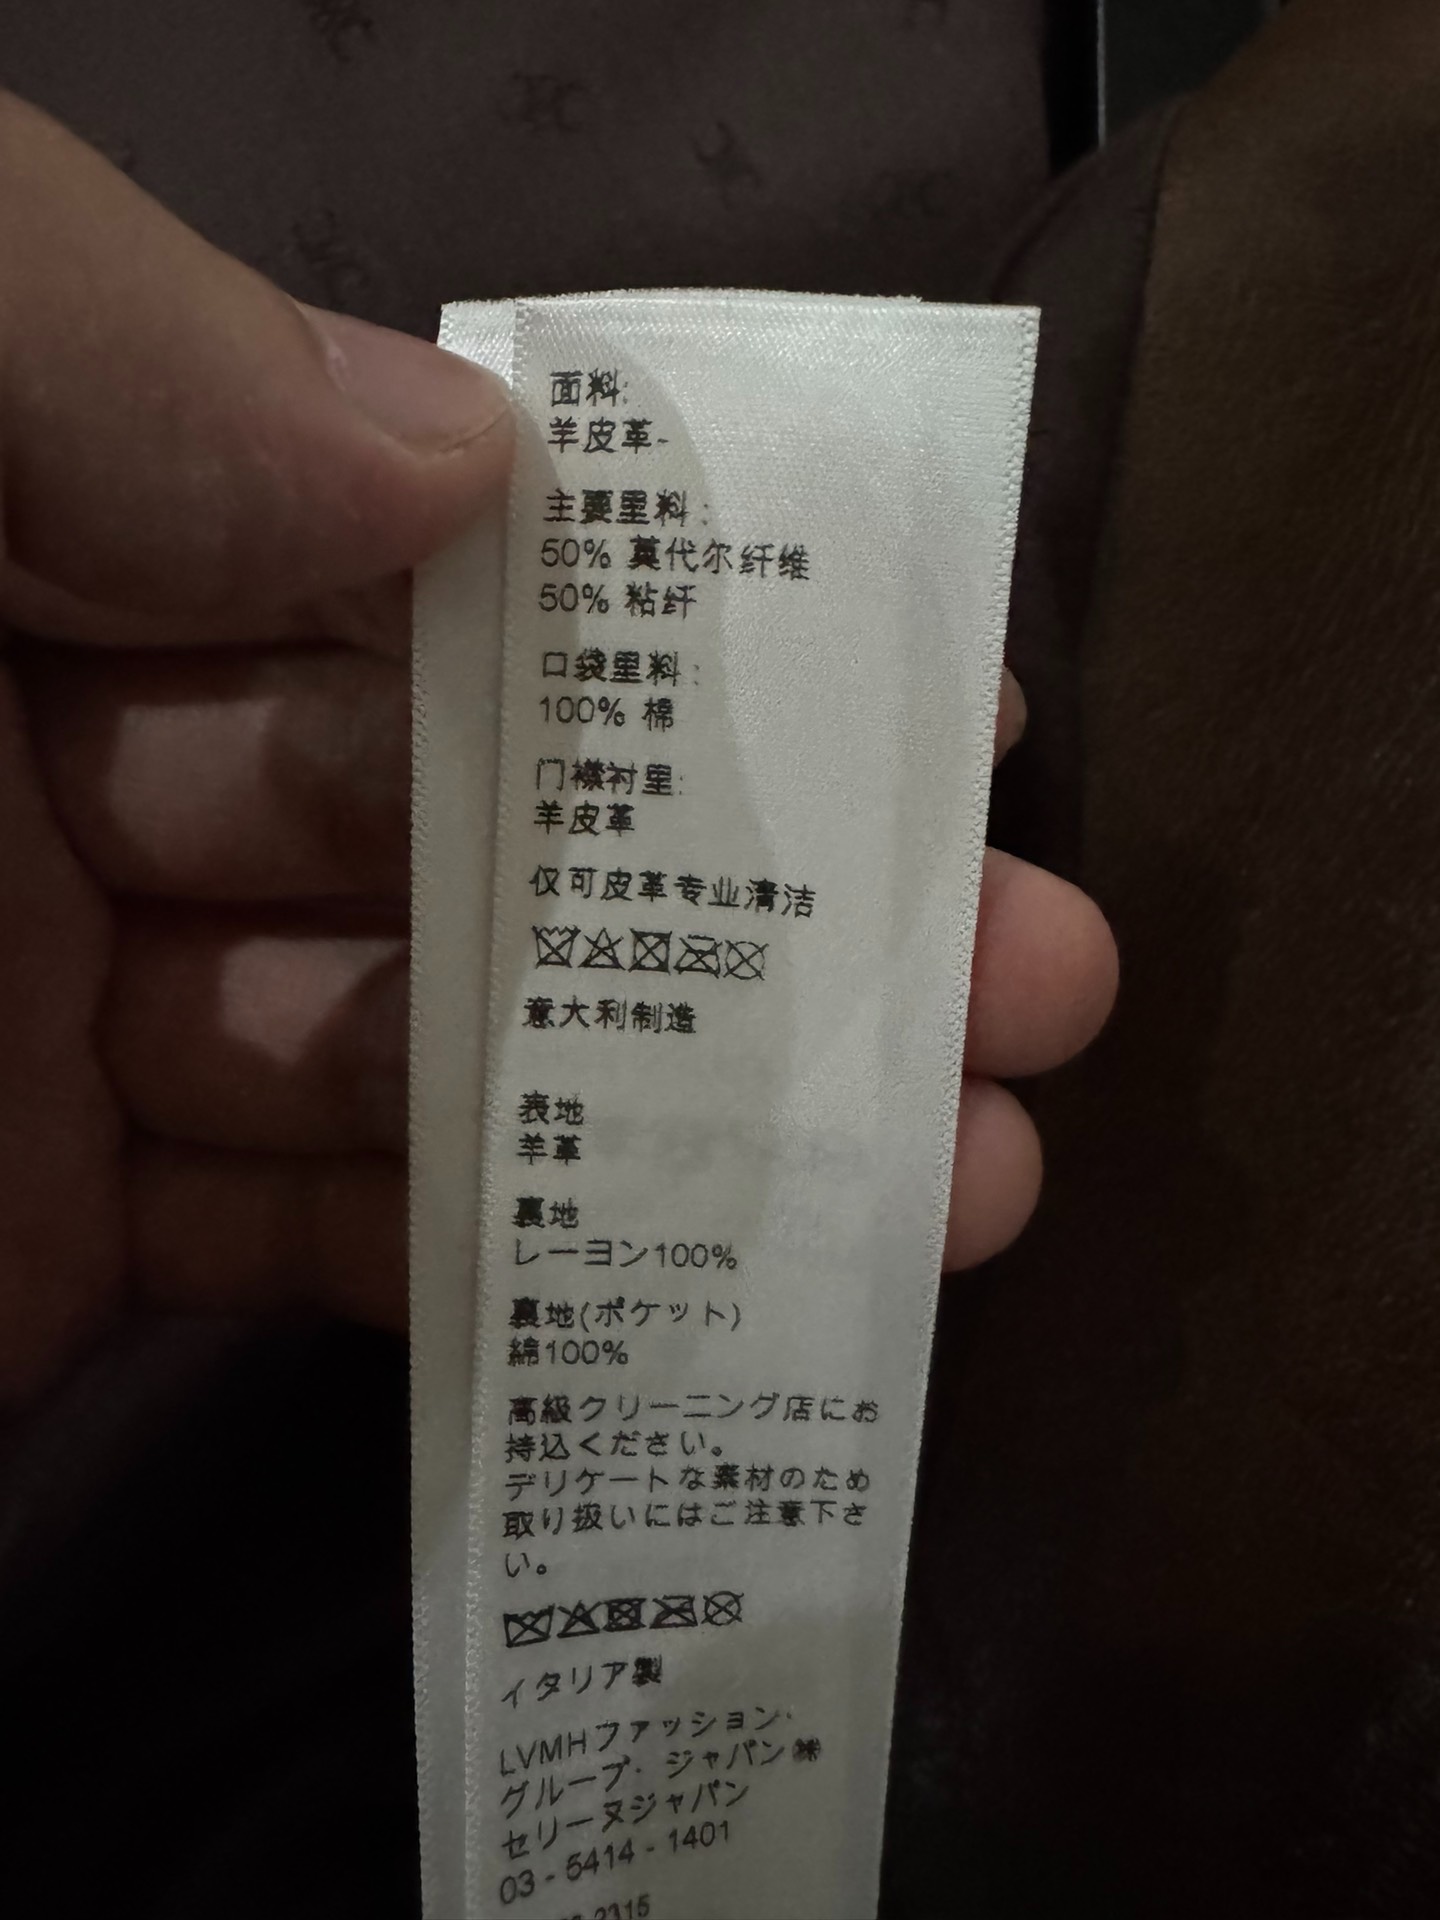 面料:
羊皮革-
主要里料:
50% 莫代尔纤维
50% 粘纤
口袋里料:
100% 棉
门襟衬里:
羊皮革
仅可皮革专业清洁
意大利制造
表地
羊革
裏地
レーヨン100%
裏地(ポケット)
綿100%
高級クリーニング店にお
持込ください。
デリケートな素材のため
取り扱いにはご注意下さ
い。
イタリア製
LVMHファッション・
グループ・ジャパン㈱
セリーヌジャパン
03-5414-1401
2315